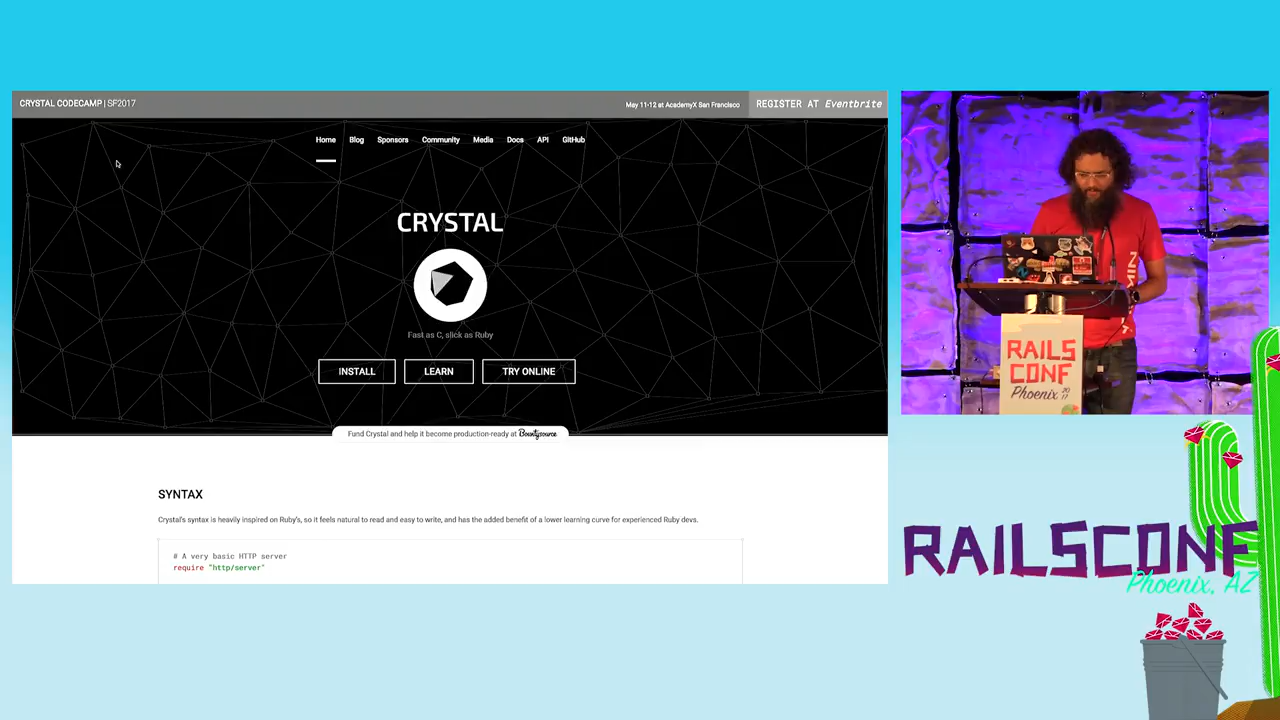 CRYSTAL CODECAMP | SF2017
May 11-12 at AcademyX San Francisco
REGISTER AT Eventbrite
Home Blog Sponsors Community Media Docs API GitHub
CRYSTAL
Fast as C, slick as Ruby
INSTALL LEARN TRY ONLINE
Fund Crystal and help it become production-ready at Bountysource
SYNTAX
Crystal's syntax is heavily inspired on Ruby's, so it feels natural to read and easy to write, and has the added benefit of a lower learning curve for experienced Ruby devs.
# A very basic HTTP server
require "http/server"
RAILS
CONF
Phoenix 2017
RAILSCONF
Phoenix, AZ